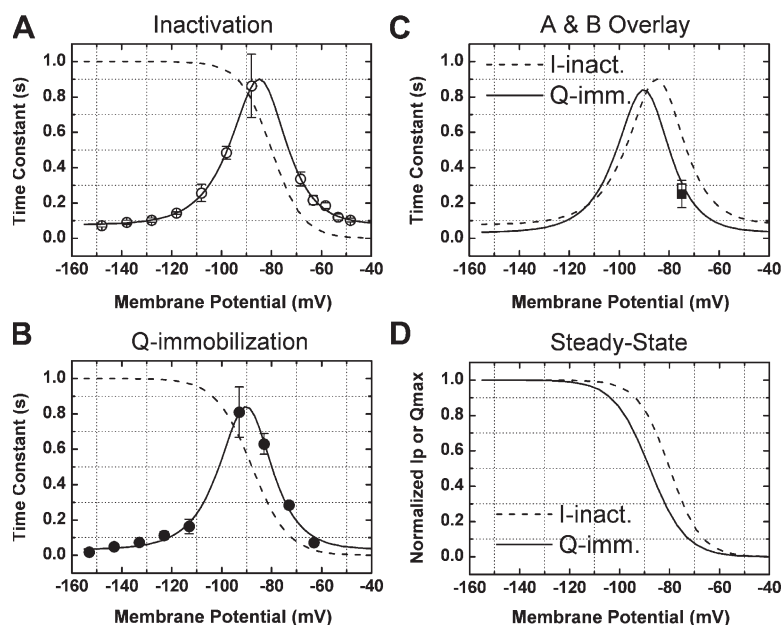 A
Inactivation
Time Constant (s)
1.0
0.8
0.6
0.4
0.2
0.0
-160 -140 -120 -100 -80 -60 -40
Membrane Potential (mV)
B
Q-immobilization
Time Constant (s)
1.0
0.8
0.6
0.4
0.2
0.0
-160 -140 -120 -100 -80 -60 -40
Membrane Potential (mV)
C
A & B Overlay
Time Constant (s)
1.0
0.8
0.6
0.4
0.2
0.0
I-inact.
Q-imm.
-160 -140 -120 -100 -80 -60 -40
Membrane Potential (mV)
D
Steady-State
Normalized Ip or Qmax
1.0
0.8
0.6
0.4
0.2
0.0
I-inact.
Q-imm.
-160 -140 -120 -100 -80 -60 -40
Membrane Potential (mV)